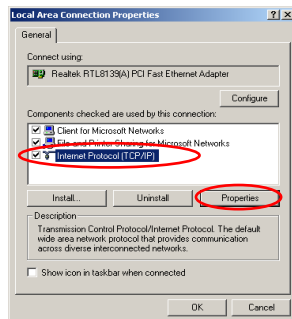 Local Area Connection Properties
General
Connect using:
Realtek RTL8139(A) PCI Fast Ethernet Adapter
Configure
Components checked are used by this connection:
Client for Microsoft Networks
File and Printer Sharing for Microsoft Networks
Internet Protocol (TCP/IP)
Install...
Uninstall
Properties
Description
Transmission Control Protocol/Internet Protocol. The default
wide area network protocol that provides communication
across diverse interconnected networks.
Show icon in taskbar when connected
OK
Cancel